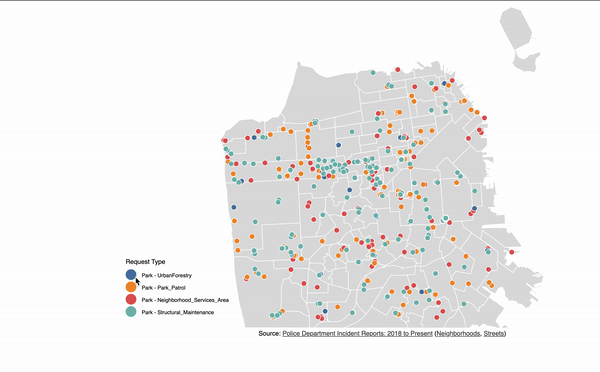 Request Type
Park - UrbanForestry
Park - Park_Patrol
Park - Neighborhood_Services_Area
Park - Structural_Maintenance
Source: Police Department Incident Reports: 2018 to Present (Neighborhoods, Streets)